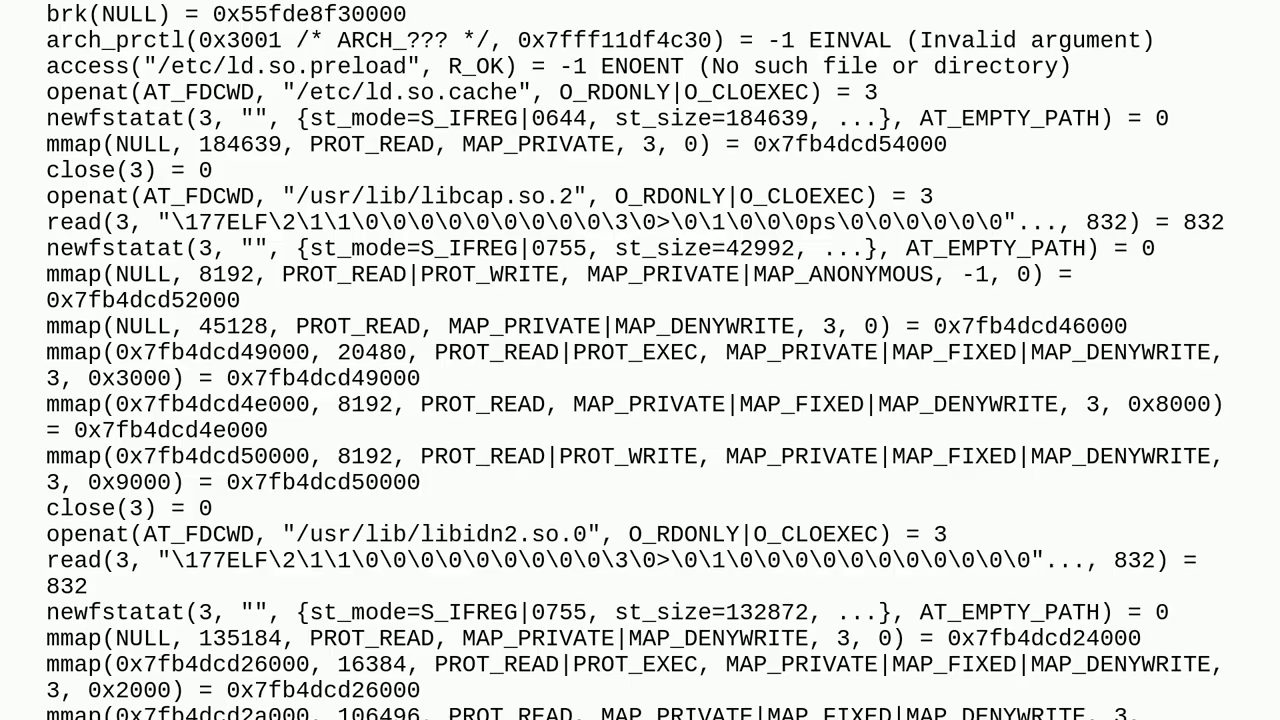 brk(NULL) = 0x55fde8f30000
arch_prctl(0x3001 /* ARCH_??? */, 0x7fff11df4c30) = -1 EINVAL (Invalid argument)
access("/etc/ld.so.preload", R_OK) = -1 ENOENT (No such file or directory)
openat(AT_FDCWD, "/etc/ld.so.cache", O_RDONLY|O_CLOEXEC) = 3
newfstatat(3, "", {st_mode=S_IFREG|0644, st_size=184639, ...}, AT_EMPTY_PATH) = 0
mmap(NULL, 184639, PROT_READ, MAP_PRIVATE, 3, 0) = 0x7fb4dcd54000
close(3) = 0
openat(AT_FDCWD, "/usr/lib/libcap.so.2", O_RDONLY|O_CLOEXEC) = 3
read(3, "\177ELF\2\1\1\0\0\0\0\0\0\0\0\0\3\0>\0\1\0\0\0ps\0\0\0\0\0\0"..., 832) = 832
newfstatat(3, "", {st_mode=S_IFREG|0755, st_size=42992, ...}, AT_EMPTY_PATH) = 0
mmap(NULL, 8192, PROT_READ|PROT_WRITE, MAP_PRIVATE|MAP_ANONYMOUS, -1, 0) =
0x7fb4dcd52000
mmap(NULL, 45128, PROT_READ, MAP_PRIVATE|MAP_DENYWRITE, 3, 0) = 0x7fb4dcd46000
mmap(0x7fb4dcd49000, 20480, PROT_READ|PROT_EXEC, MAP_PRIVATE|MAP_FIXED|MAP_DENYWRITE,
3, 0x3000) = 0x7fb4dcd49000
mmap(0x7fb4dcd4e000, 8192, PROT_READ, MAP_PRIVATE|MAP_FIXED|MAP_DENYWRITE, 3, 0x8000)
= 0x7fb4dcd4e000
mmap(0x7fb4dcd50000, 8192, PROT_READ|PROT_WRITE, MAP_PRIVATE|MAP_FIXED|MAP_DENYWRITE,
3, 0x9000) = 0x7fb4dcd50000
close(3) = 0
openat(AT_FDCWD, "/usr/lib/libidn2.so.0", O_RDONLY|O_CLOEXEC) = 3
read(3, "\177ELF\2\1\1\0\0\0\0\0\0\0\0\0\3\0>\0\1\0\0\0\0\0\0\0\0\0\0\0"..., 832) =
832
newfstatat(3, "", {st_mode=S_IFREG|0755, st_size=132872, ...}, AT_EMPTY_PATH) = 0
mmap(NULL, 135184, PROT_READ, MAP_PRIVATE|MAP_DENYWRITE, 3, 0) = 0x7fb4dcd24000
mmap(0x7fb4dcd26000, 16384, PROT_READ|PROT_EXEC, MAP_PRIVATE|MAP_FIXED|MAP_DENYWRITE,
3, 0x2000) = 0x7fb4dcd26000
mmap(0x7fb4dcd2a000, 106496, PROT_READ, MAP_PRIVATE|MAP_FIXED|MAP_DENYWRITE, 3,